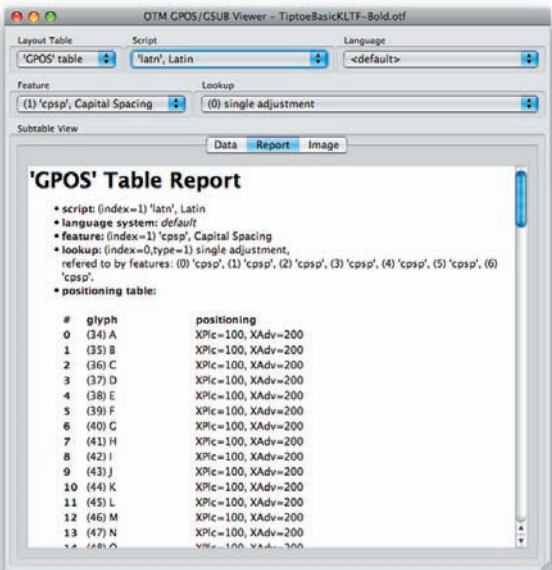 OTM GPOS/GSUB Viewer – TiptoeBasicKLTF-Bold.otf
Layout Table Script Language
'GPOS' table 'latn', Latin <default>
Feature Lookup
(1) 'cpsp', Capital Spacing (0) single adjustment
Subtable View
Data Report Image
'GPOS' Table Report
• script: (index=1) 'latn', Latin
• language system: default
• feature: (index=1) 'cpsp', Capital Spacing
• lookup: (index=0,type=1) single adjustment,
refered to by features: (0) 'cpsp', (1) 'cpsp', (2) 'cpsp', (3) 'cpsp', (4) 'cpsp', (5) 'cpsp', (6)
'cpsp'.
• positioning table:
# glyph positioning
0 (34) A XPlc=100, XAdv=200
1 (35) B XPlc=100, XAdv=200
2 (36) C XPlc=100, XAdv=200
3 (37) D XPlc=100, XAdv=200
4 (38) E XPlc=100, XAdv=200
5 (39) F XPlc=100, XAdv=200
6 (40) G XPlc=100, XAdv=200
7 (41) H XPlc=100, XAdv=200
8 (42) I XPlc=100, XAdv=200
9 (43) J XPlc=100, XAdv=200
10 (44) K XPlc=100, XAdv=200
11 (45) L XPlc=100, XAdv=200
12 (46) M XPlc=100, XAdv=200
13 (47) N XPlc=100, XAdv=200
14 (48) O XPlc=100, XAdv=200